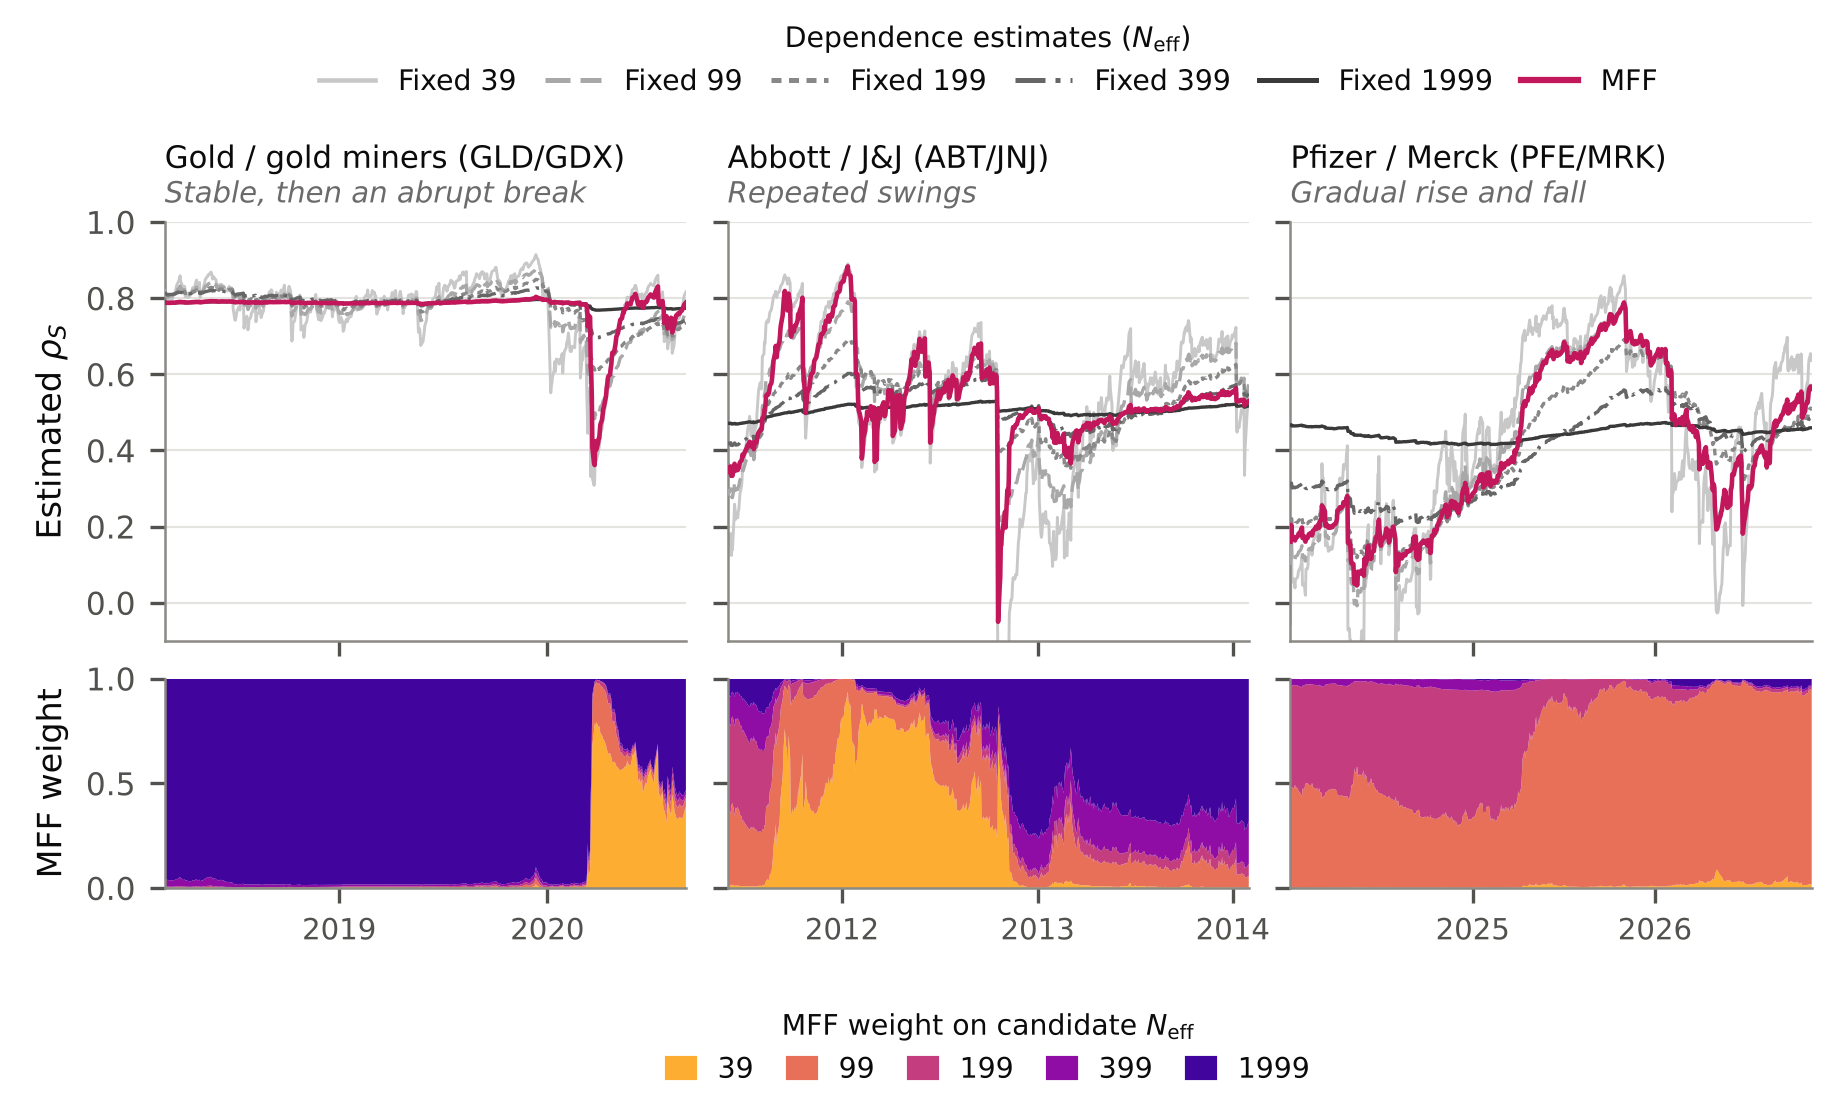 Dependence estimates (Neff)
Fixed 39 Fixed 99 Fixed 199 Fixed 399 Fixed 1999 MFF
Gold / gold miners (GLD/GDX)
Stable, then an abrupt break
Abbott / J&J (ABT/JNJ)
Repeated swings
Pfizer / Merck (PFE/MRK)
Gradual rise and fall
Estimated ρS
1.0
0.8
0.6
0.4
0.2
0.0
MFF weight
1.0
0.5
0.0
2019 2020
2012 2013 2014
2025 2026
MFF weight on candidate Neff
39 99 199 399 1999